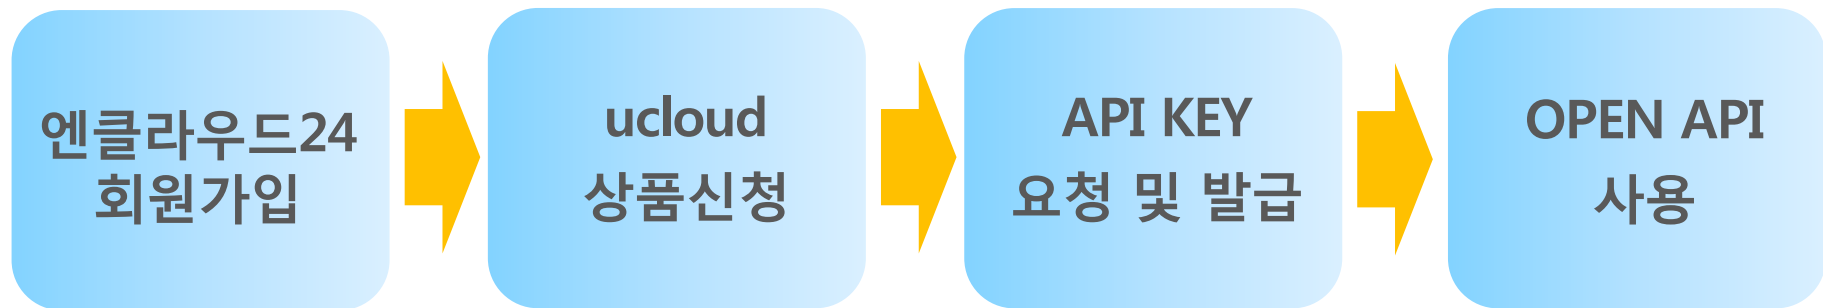 엔클라우드24
회원가입
ucloud
상품신청
API KEY
요청 및 발급
OPEN API
사용